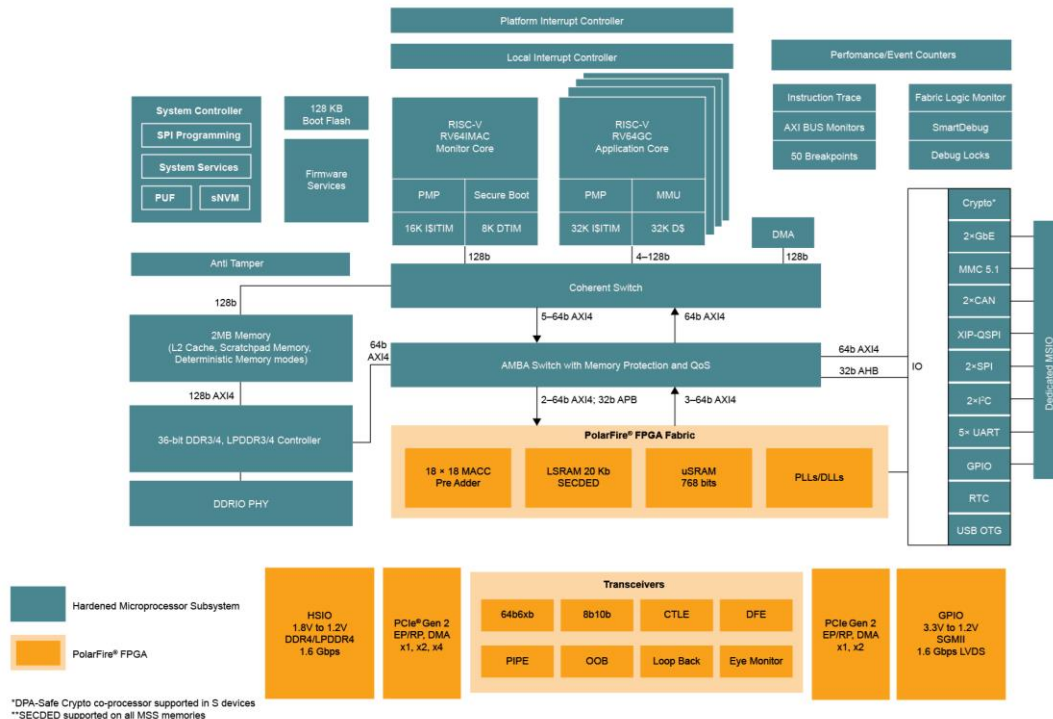 Platform Interrupt Controller
Local Interrupt Controller
Perfomance/Event Counters
System Controller
SPI Programming
System Services
PUF
sNVM
128 KB
Boot Flash
Firmware
Services
RISC-V
RV64IMAC
Monitor Core
PMP
Secure Boot
16K I$ITIM
8K DTIM
RISC-V
RV64GC
Application Core
PMP
MMU
32K I$ITIM
32K D$
Instruction Trace
AXI BUS Monitors
50 Breakpoints
Fabric Logic Monitor
SmartDebug
Debug Locks
DMA
Anti Tamper
128b
4–128b
128b
Coherent Switch
128b
5–64b AXI4
64b AXI4
2MB Memory
(L2 Cache, Scratchpad Memory,
Deterministic Memory modes)
64b
AXI4
AMBA Switch with Memory Protection and QoS
64b AXI4
32b AHB
IO
128b AXI4
2–64b AXI4; 32b APB
3–64b AXI4
36-bit DDR3/4, LPDDR3/4 Controller
DDRIO PHY
PolarFire® FPGA Fabric
18 × 18 MACC
Pre Adder
LSRAM 20 Kb
SECDED
uSRAM
768 bits
PLLs/DLLs
Crypto*
2×GbE
MMC 5.1
2×CAN
XIP-QSPI
2×SPI
2×I²C
5× UART
GPIO
RTC
USB OTG
Dedicated MSIO
Hardened Microprocessor Subsystem
PolarFire® FPGA
HSIO
1.8V to 1.2V
DDR4/LPDDR4
1.6 Gbps
PCIe® Gen 2
EP/RP, DMA
x1, x2, x4
Transceivers
64b6xb
8b10b
CTLE
DFE
PIPE
OOB
Loop Back
Eye Monitor
PCIe Gen 2
EP/RP, DMA
x1, x2
GPIO
3.3V to 1.2V
SGMII
1.6 Gbps LVDS
*DPA-Safe Crypto co-processor supported in S devices
**SECDED supported on all MSS memories